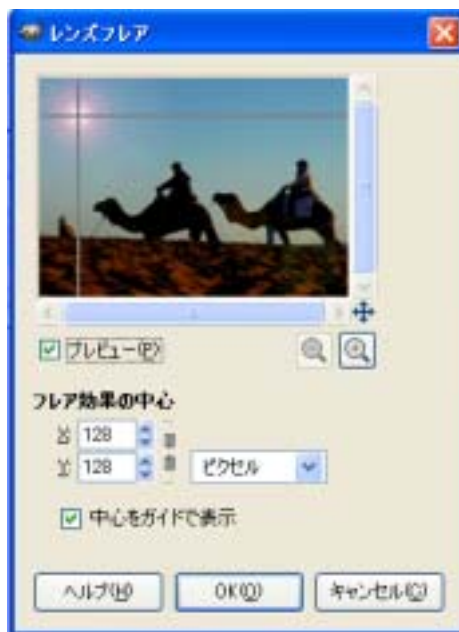 レンズフレア
プレビュー(P)
フレア効果の中心
X: 128
Y: 128 ピクセル
中心をガイドで表示
ヘルプ(H) OK(O) キャンセル(C)